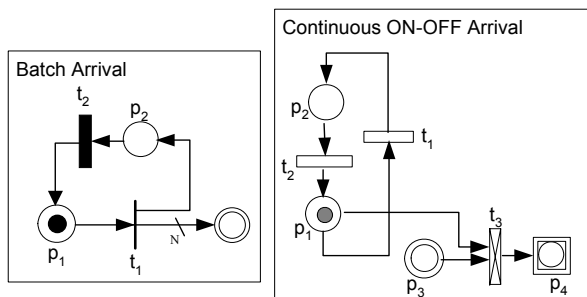 Batch Arrival
t2
p2
p1
t1
N
Continuous ON-OFF Arrival
p2
t1
t2
p1
t3
p3
p4